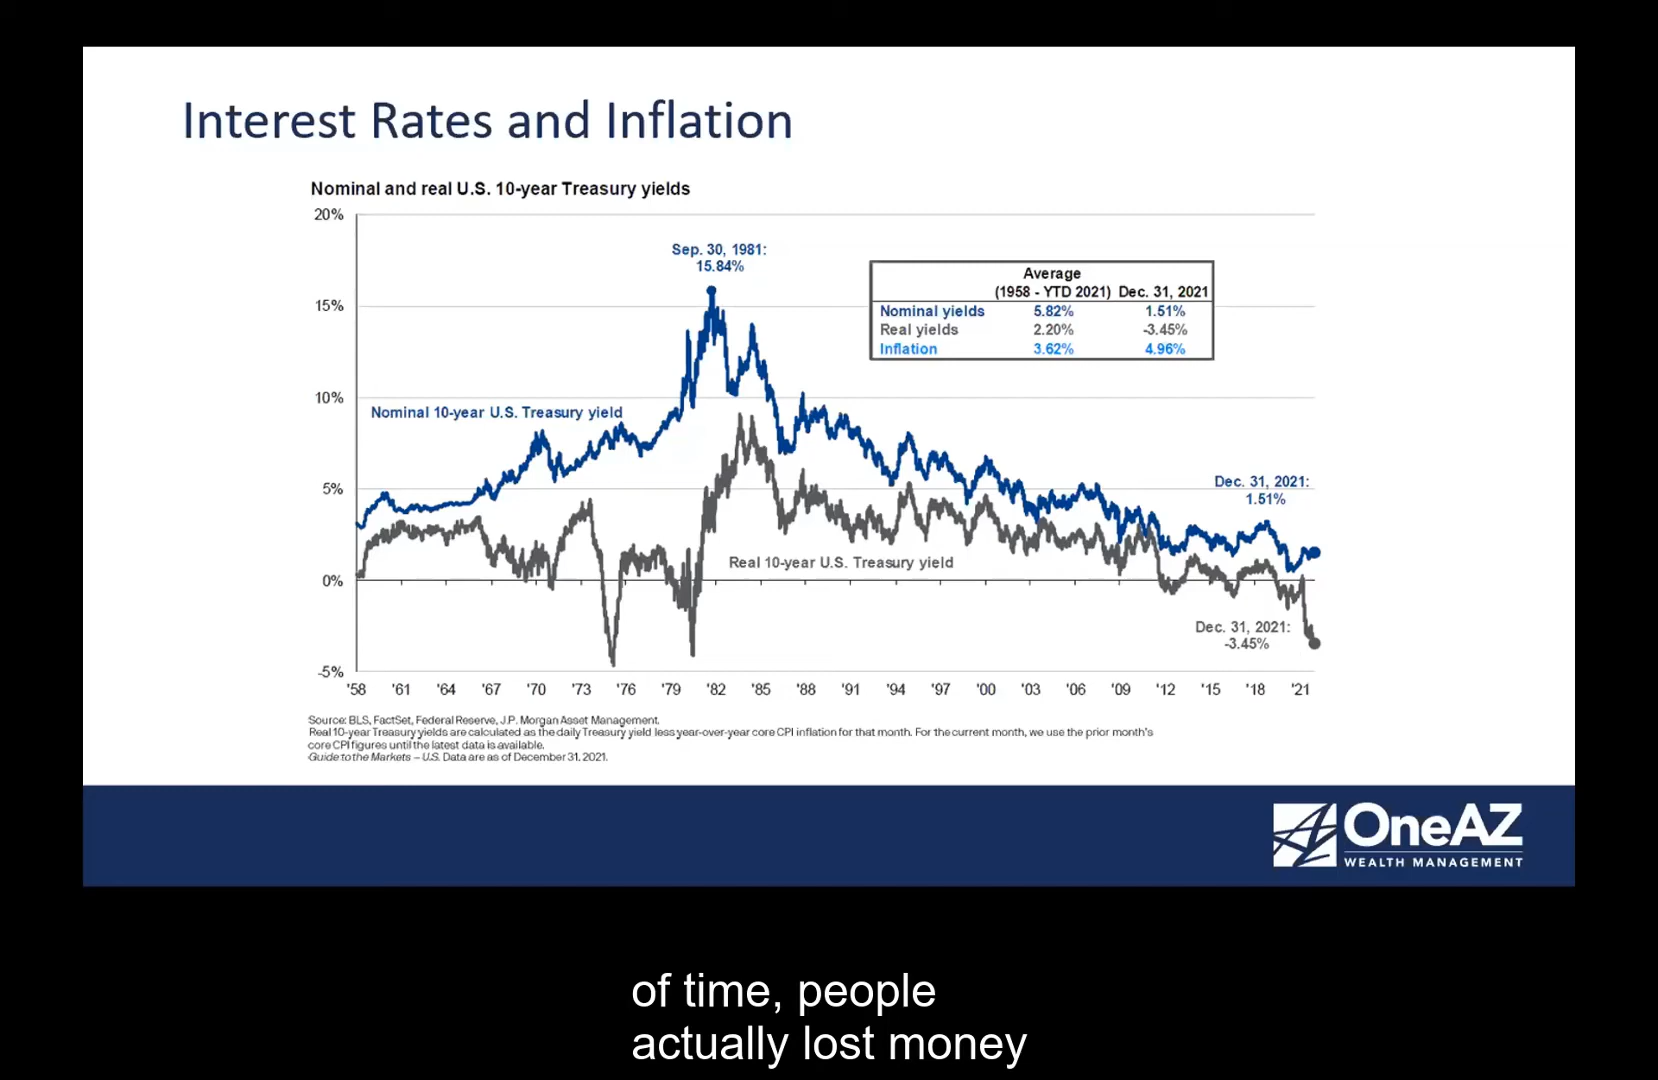 Interest Rates and Inflation
Nominal and real U.S. 10-year Treasury yields
20%
15%
10%
5%
0%
-5%
Sep. 30, 1981:
15.84%
Average
(1958 - YTD 2021) Dec. 31, 2021
Nominal yields 5.82% 1.51%
Real yields 2.20% -3.45%
Inflation 3.62% 4.96%
Nominal 10-year U.S. Treasury yield
Dec. 31, 2021:
1.51%
Real 10-year U.S. Treasury yield
Dec. 31, 2021:
-3.45%
'58 '61 '64 '67 '70 '73 '76 '79 '82 '85 '88 '91 '94 '97 '00 '03 '06 '09 '12 '15 '18 '21
Source: BLS, FactSet, Federal Reserve, J.P. Morgan Asset Management.
Real 10-year Treasury yields are calculated as the daily Treasury yield less year-over-year core CPI inflation for that month. For the current month, we use the prior month's
core CPI figures until the latest data is available.
Guide to the Markets – U.S. Data are as of December 31, 2021.
OneAZ
WEALTH MANAGEMENT
of time, people
actually lost money